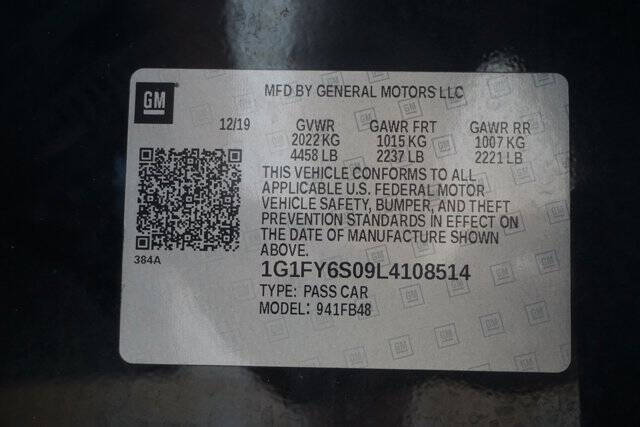 GM
MFD BY GENERAL MOTORS LLC
12/19 GVWR GAWR FRT GAWR RR
2022 KG 1015 KG 1007 KG
4458 LB 2237 LB 2221 LB
THIS VEHICLE CONFORMS TO ALL
APPLICABLE U.S. FEDERAL MOTOR
VEHICLE SAFETY, BUMPER, AND THEFT
PREVENTION STANDARDS IN EFFECT ON
THE DATE OF MANUFACTURE SHOWN
ABOVE.
384A
1G1FY6S09L4108514
TYPE: PASS CAR
MODEL: 941FB48